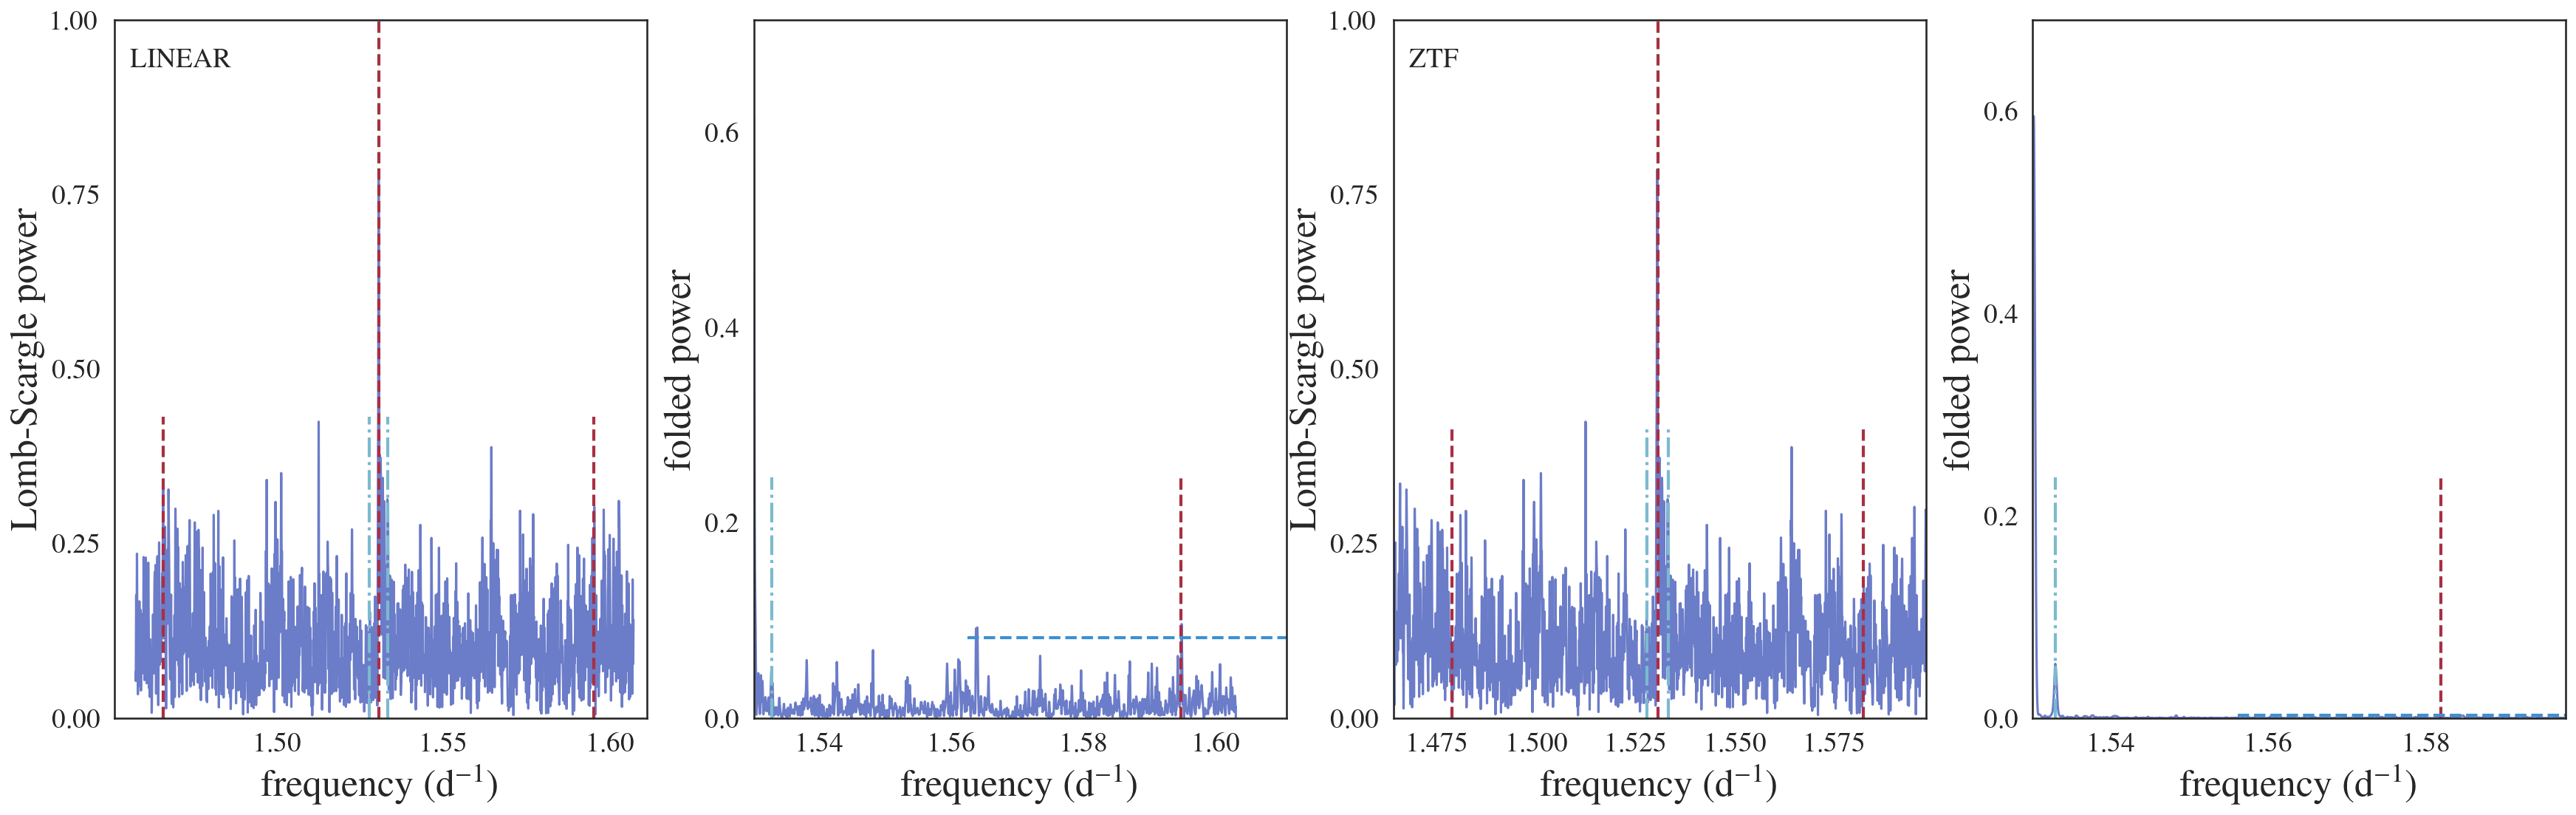 LINEAR
Lomb-Scargle power
1.00
0.75
0.50
0.25
0.00
1.50 1.55 1.60
frequency (d⁻¹)
folded power
0.6
0.4
0.2
0.0
1.54 1.56 1.58 1.60
frequency (d⁻¹)
ZTF
Lomb-Scargle power
1.00
0.75
0.50
0.25
0.00
1.475 1.500 1.525 1.550 1.575
frequency (d⁻¹)
folded power
0.6
0.4
0.2
0.0
1.54 1.56 1.58
frequency (d⁻¹)